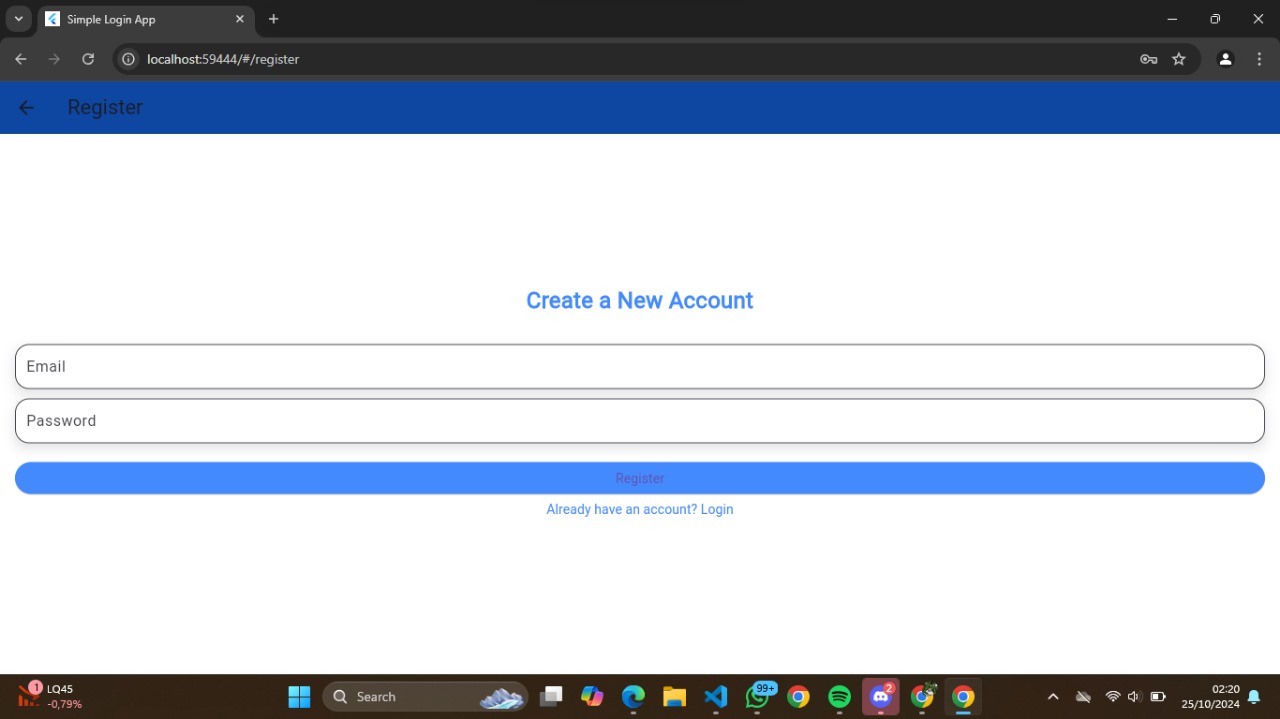 Simple Login App
localhost:59444/#/register
Register
Create a New Account
Email
Password
Register
Already have an account? Login
1
LQ45
-0,79%
Search
99+
2
02:20
25/10/2024